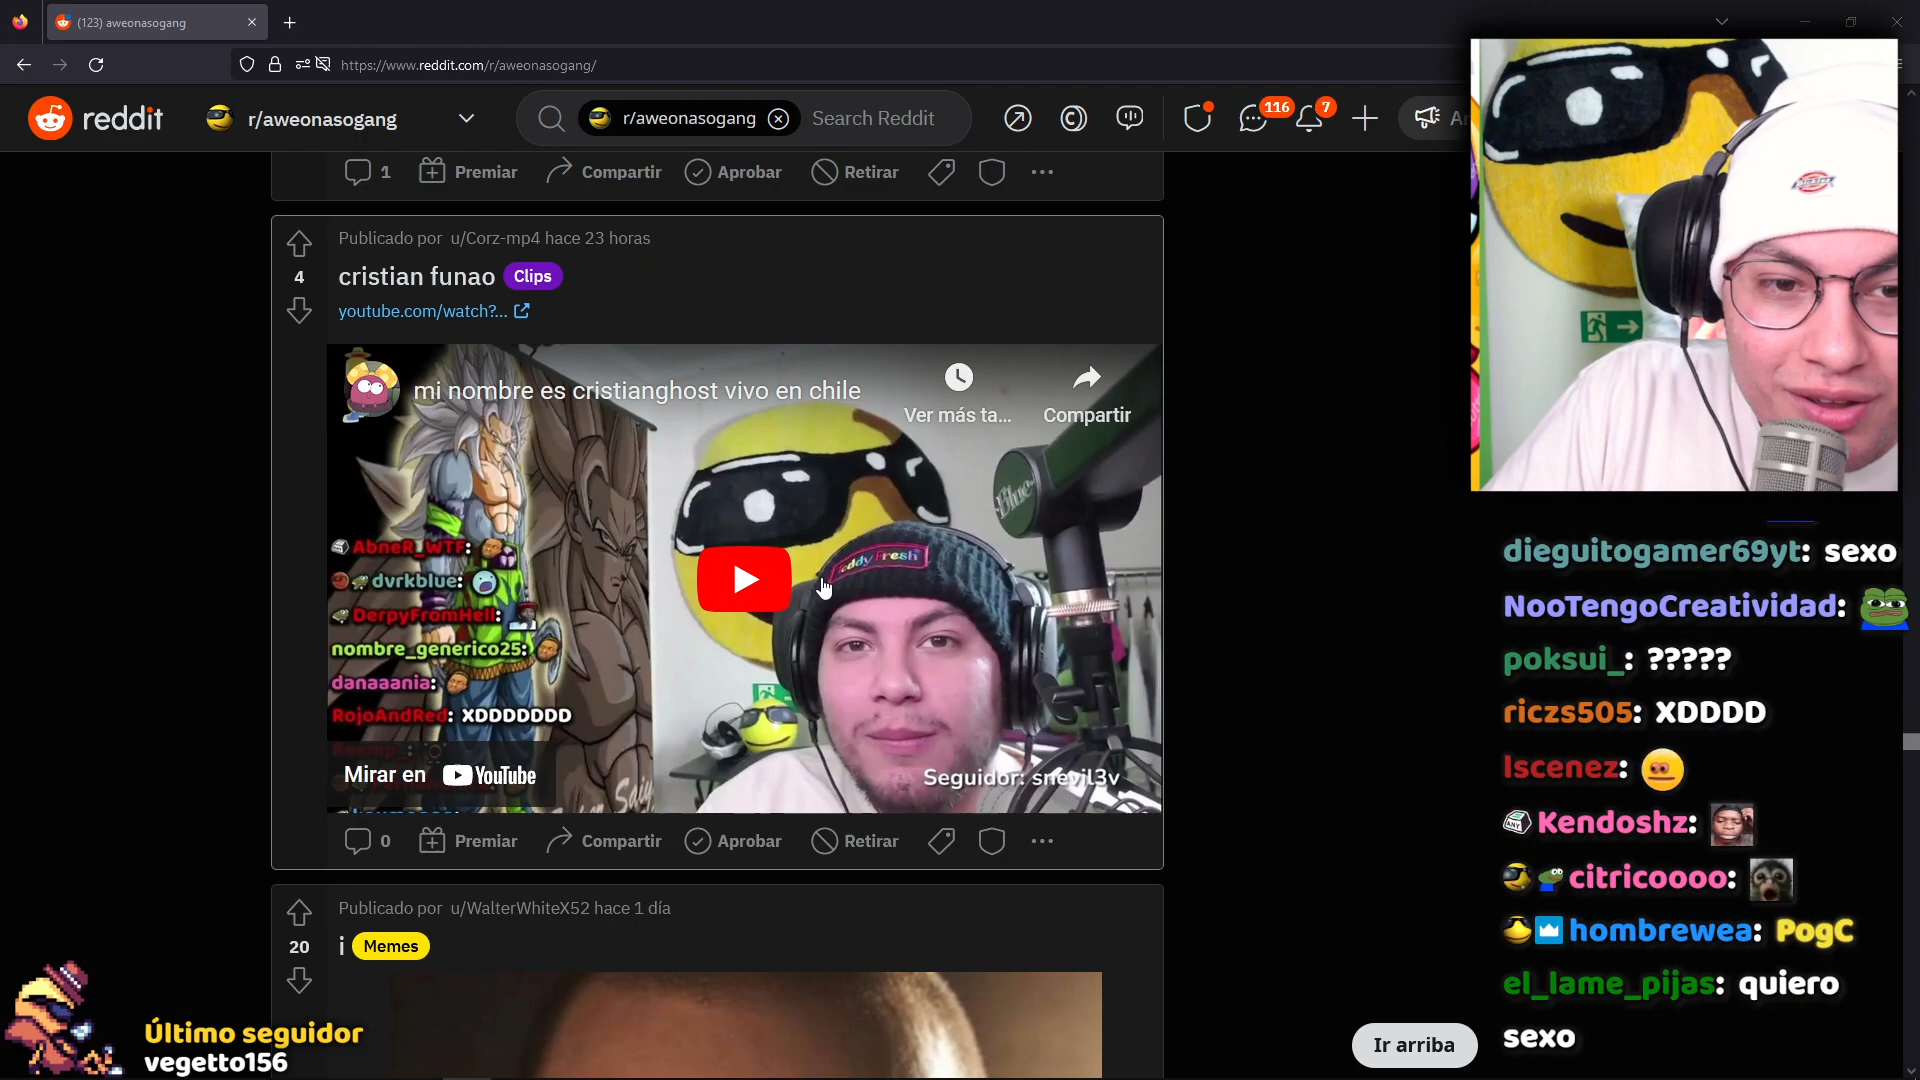 (123) aweonasogang
https://www.reddit.com/r/aweonasogang/
reddit
r/aweonasogang
r/aweonasogang
Search Reddit
116
7
1
Premiar
Compartir
Aprobar
Retirar
Publicado por u/Corz-mp4 hace 23 horas
4
cristian funao
Clips
youtube.com/watch?...
mi nombre es cristianghost vivo en chile
Ver más ta...
Compartir
Blue
AbneR_WTF:
dvrkblue:
DerpyFromHell:
nombre_generico25:
danaaania:
RojoAndRed: XDDDDDDD
Mirar en YouTube
Seguidor: snevil3v
0
Premiar
Compartir
Aprobar
Retirar
Publicado por u/WalterWhiteX52 hace 1 día
20
i
Memes
Último seguidor
vegetto156
Ir arriba
Dickies
dieguitogamer69yt: sexo
NooTengoCreatividad:
poksui_: ?????
riczs505: XDDDD
Iscenez:
ANY
Kendoshz:
citricoooo:
hombrewea: PogC
el_lame_pijas: quiero
sexo